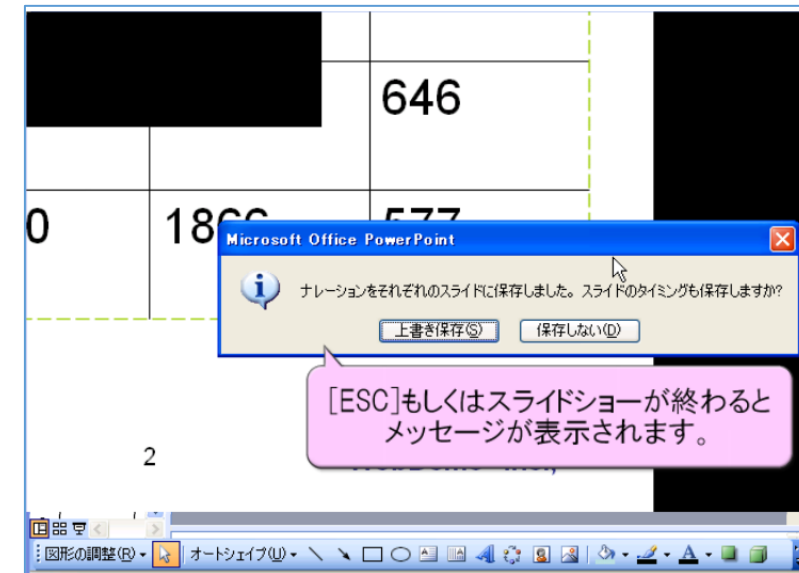 646
0
577
Microsoft Office PowerPoint
ナレーションをそれぞれのスライドに保存しました。スライドのタイミングも保存しますか?
上書き保存(S)
保存しない(D)
[ESC]もしくはスライドショーが終わると
メッセージが表示されます。
2
図形の調整(R)
オートシェイプ(U)